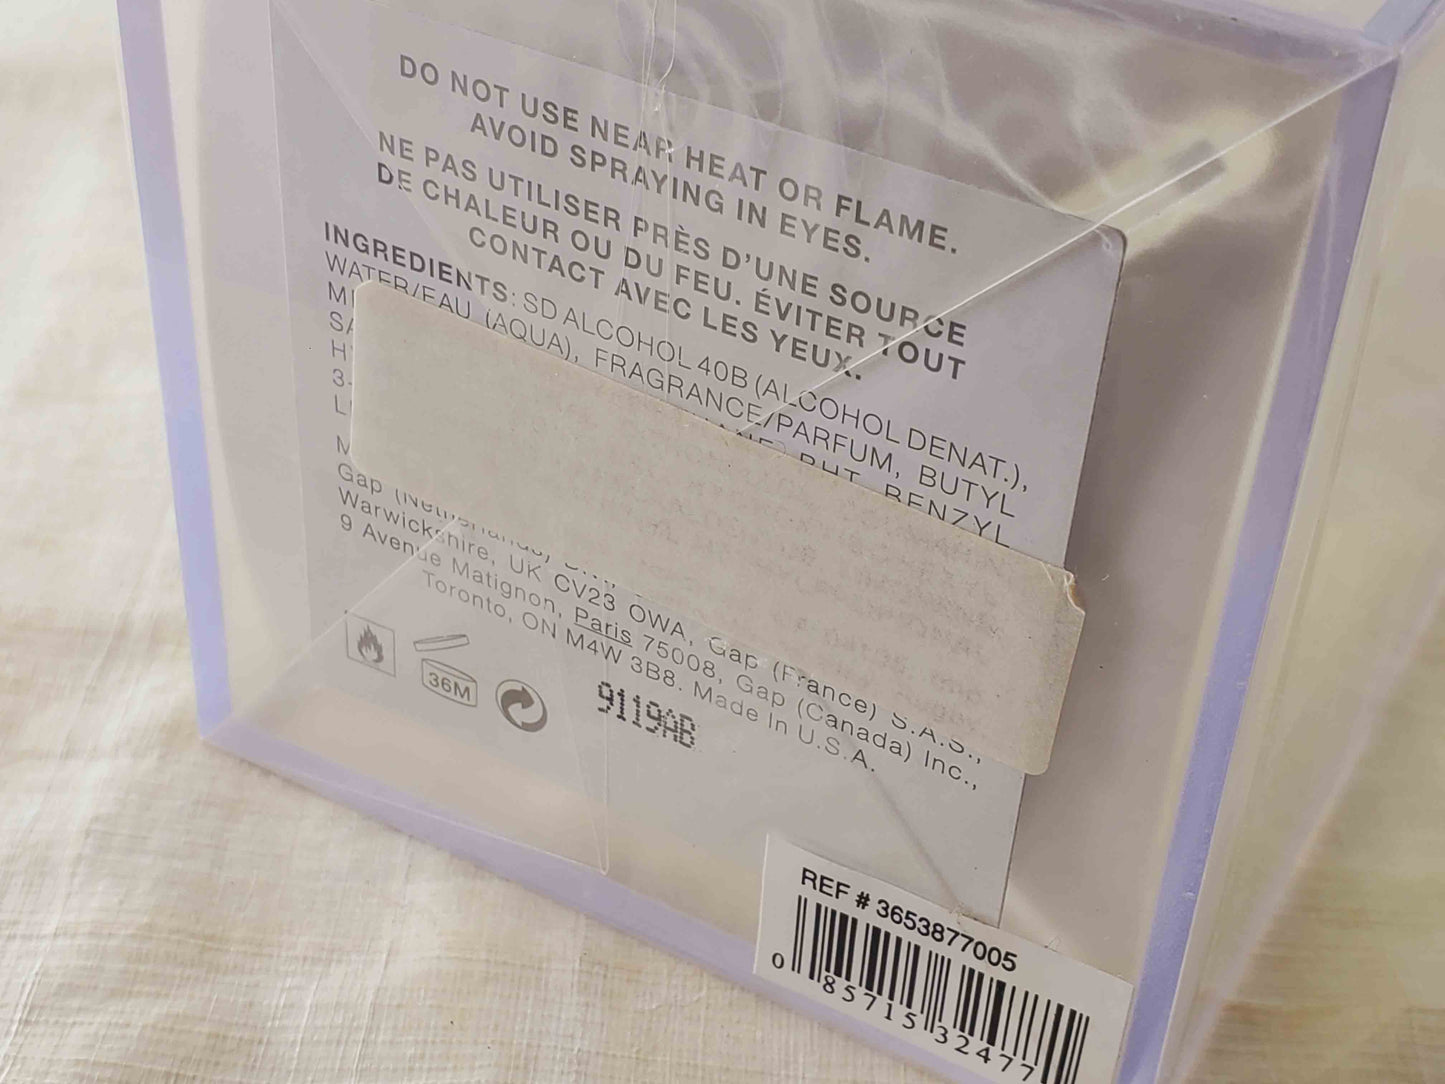 DO NOT USE NEAR HEAT OR FLAME.
AVOID SPRAYING IN EYES.
NE PAS UTILISER PRÈS D'UNE SOURCE
DE CHALEUR OU DU FEU. ÉVITER TOUT
CONTACT AVEC LES YEUX.
INGREDIENTS: SD ALCOHOL 40B (ALCOHOL DENAT.),
WATER/EAU (AQUA), FRAGRANCE/PARFUM, BUTYL
BHT, BENZYL
Gap (Netherlands)
Warwickshire, UK CV23 OWA, Gap (France) S.A.S.,
9 Avenue Matignon, Paris 75008, Gap (Canada) Inc.,
Toronto, ON M4W 3B8. Made In U.S.A.
36M
9119AB
REF # 3653877005
0 85715 32477